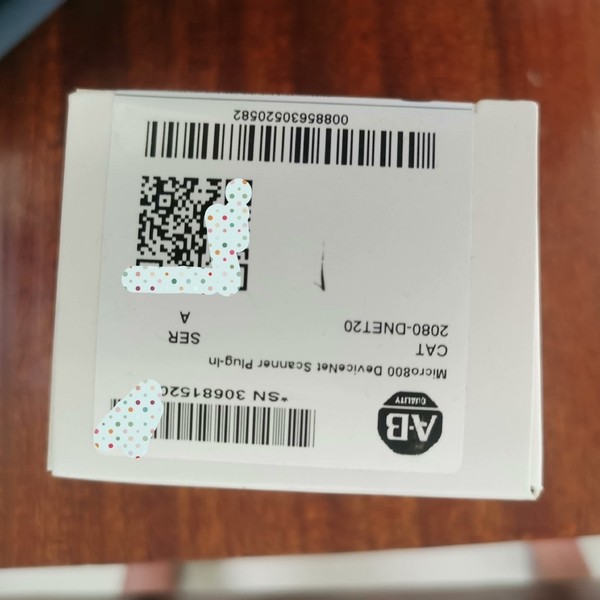 A-B
QUALITY
*SN 3068152
Micro800 DeviceNet Scanner Plug-In
CAT
2080-DNET20
SER
A
00885630520582